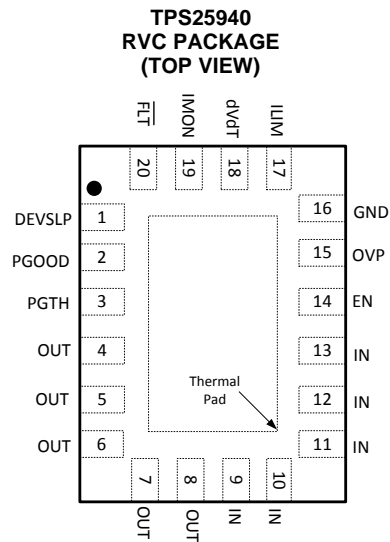 TPS25940
RVC PACKAGE
(TOP VIEW)
FLT IMON dVdT ILIM
20 19 18 17
DEVSLP 1 16 GND
PGOOD 2 15 OVP
PGTH 3 14 EN
OUT 4 13 IN
OUT 5 12 IN
Thermal
Pad
OUT 6 11 IN
7 8 9 10
OUT OUT IN IN